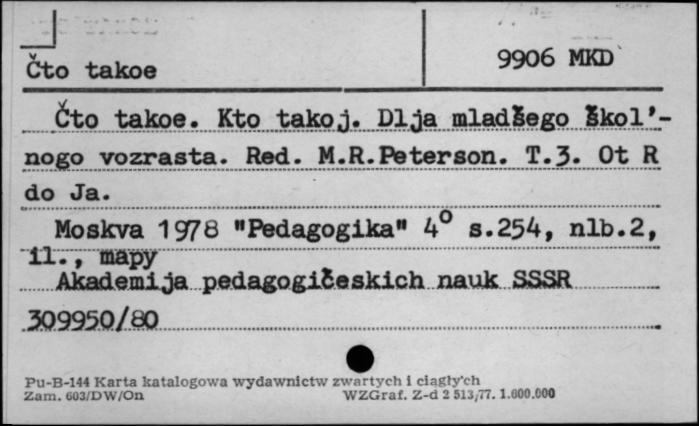 Čto takoe
9906 MKD
Čto takoe. Kto takoj. Dlja mladšego škol'-
nogo vozrasta. Red. M.R.Peterson. T.3. Ot R
do Ja.
Moskva 1978 "Pedagogika" 4° s.254, nlb.2,
il., mapy
Akademija pedagogičeskich nauk SSSR
309950/80
Pu-B-144 Karta katalogowa wydawnictw zwartych i ciągłych
Zam. 603/DW/On WZGraf. Z-d 2 513/77. 1.600.000